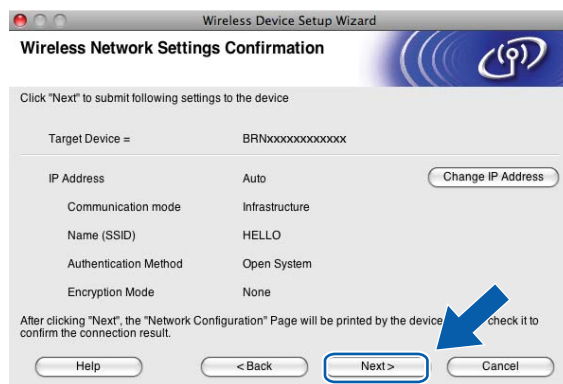 Wireless Device Setup Wizard
Wireless Network Settings Confirmation
Click "Next" to submit following settings to the device
Target Device = BRNxxxxxxxxxxxx
IP Address Auto Change IP Address
Communication mode Infrastructure
Name (SSID) HELLO
Authentication Method Open System
Encryption Mode None
After clicking "Next", the "Network Configuration" Page will be printed by the device check it to
confirm the connection result.
Help < Back Next > Cancel